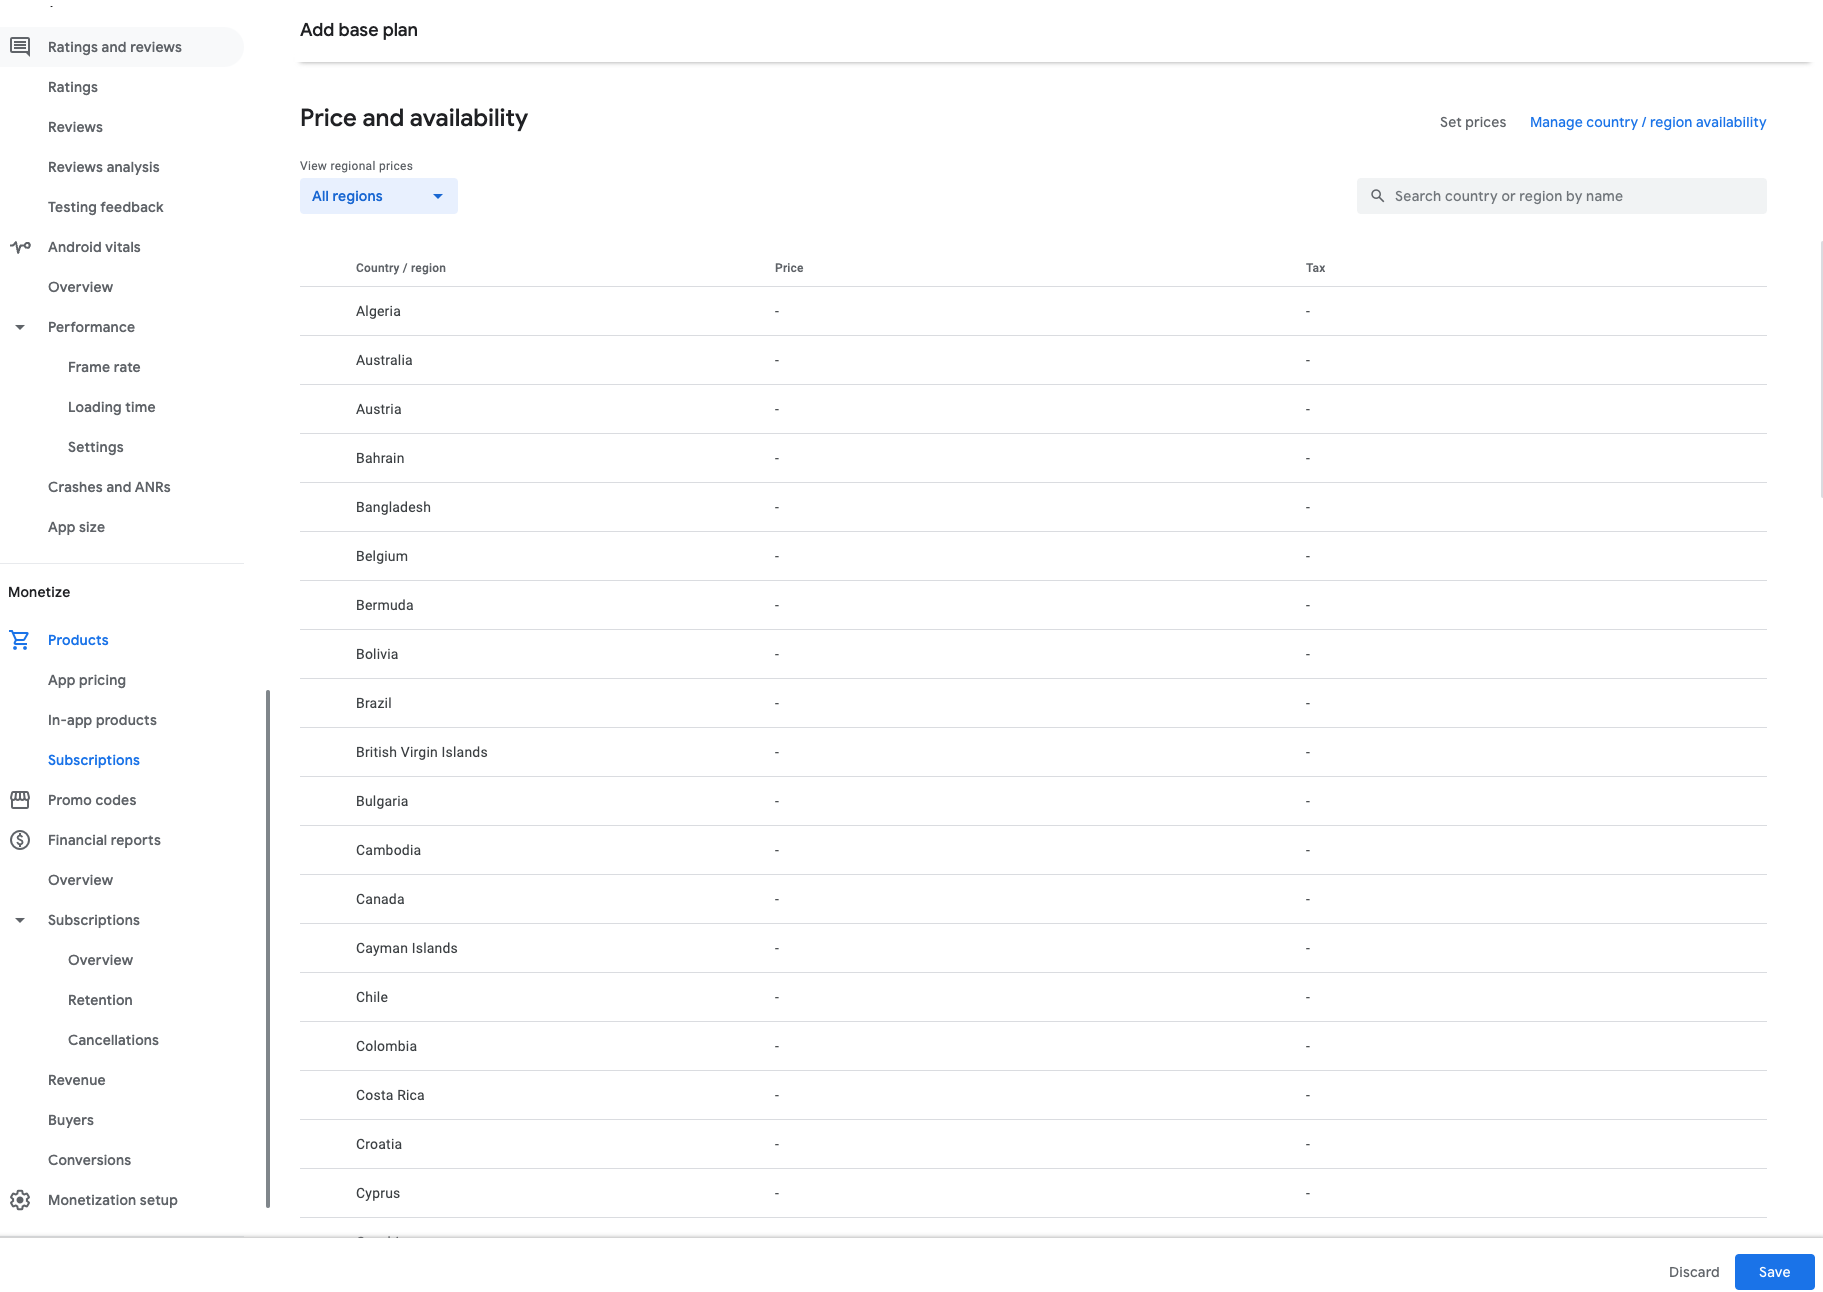 Ratings and reviews
Ratings
Reviews
Reviews analysis
Testing feedback
Android vitals
Overview
Performance
Frame rate
Loading time
Settings
Crashes and ANRs
App size
Monetize
Products
App pricing
In-app products
Subscriptions
Promo codes
Financial reports
Overview
Subscriptions
Overview
Retention
Cancellations
Revenue
Buyers
Conversions
Monetization setup
Add base plan
Price and availability
Set prices Manage country / region availability
View regional prices
All regions
Search country or region by name
Country / region Price Tax
Algeria - -
Australia - -
Austria - -
Bahrain - -
Bangladesh - -
Belgium - -
Bermuda - -
Bolivia - -
Brazil - -
British Virgin Islands - -
Bulgaria - -
Cambodia - -
Canada - -
Cayman Islands - -
Chile - -
Colombia - -
Costa Rica - -
Croatia - -
Cyprus - -
Discard Save